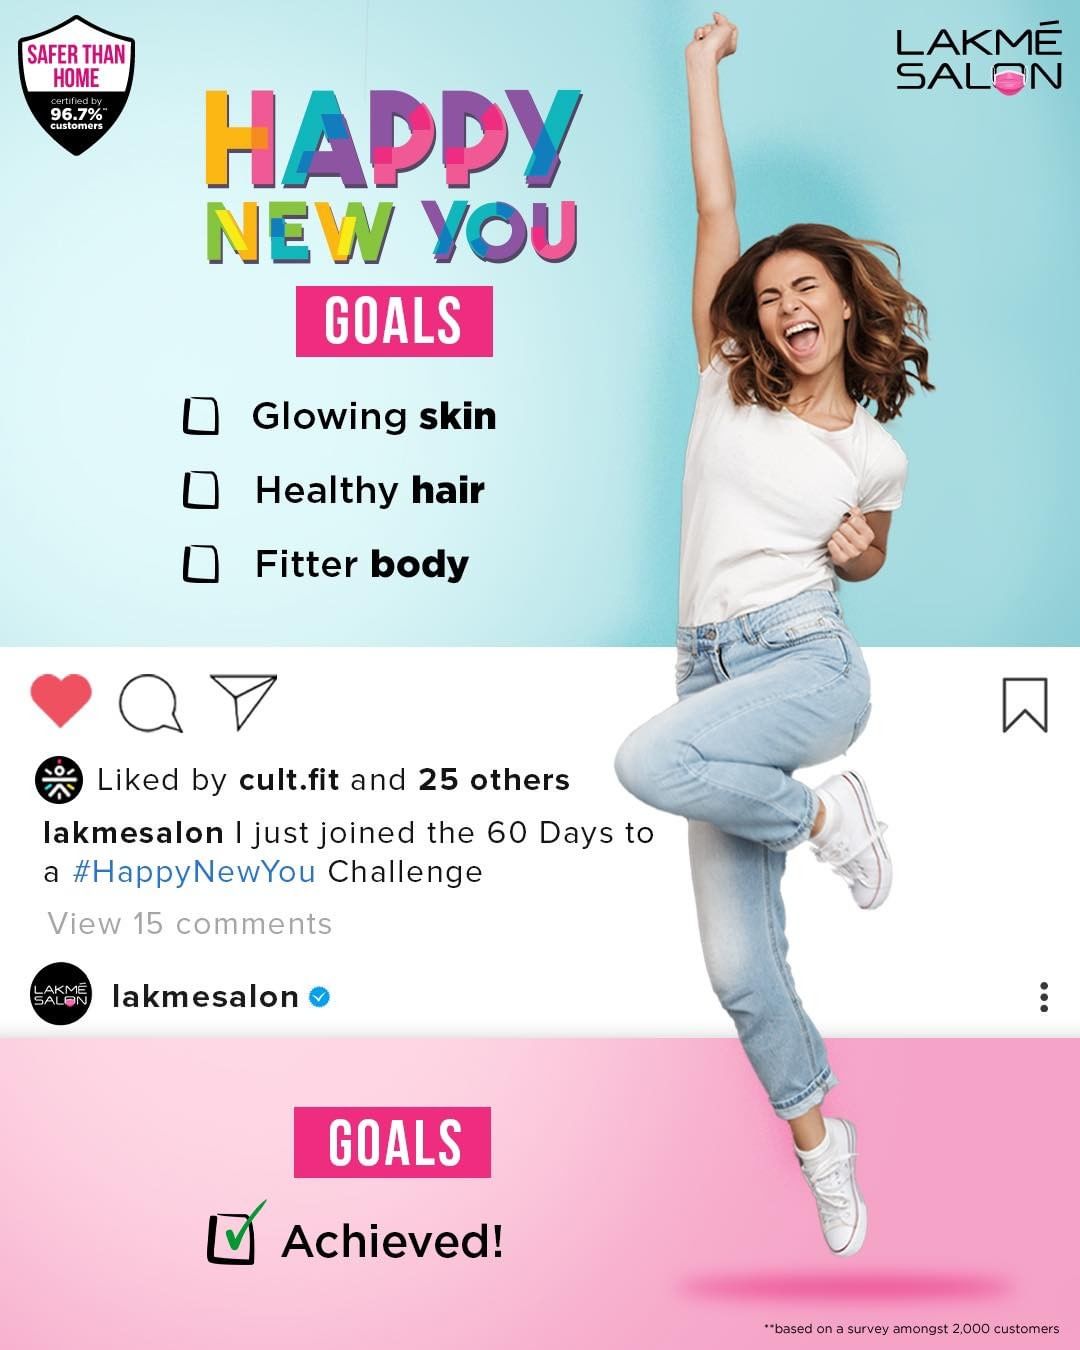 SAFER THAN
HOME
certified by
96.7%**
customers
LAKMÉ
SALON
HAPPY
NEW YOU
GOALS
Glowing skin
Healthy hair
Fitter body
Liked by cult.fit and 25 others
lakmesalon I just joined the 60 Days to
a #HappyNewYou Challenge
View 15 comments
LAKMÉ
SALON
lakmesalon
GOALS
Achieved!
**based on a survey amongst 2,000 customers